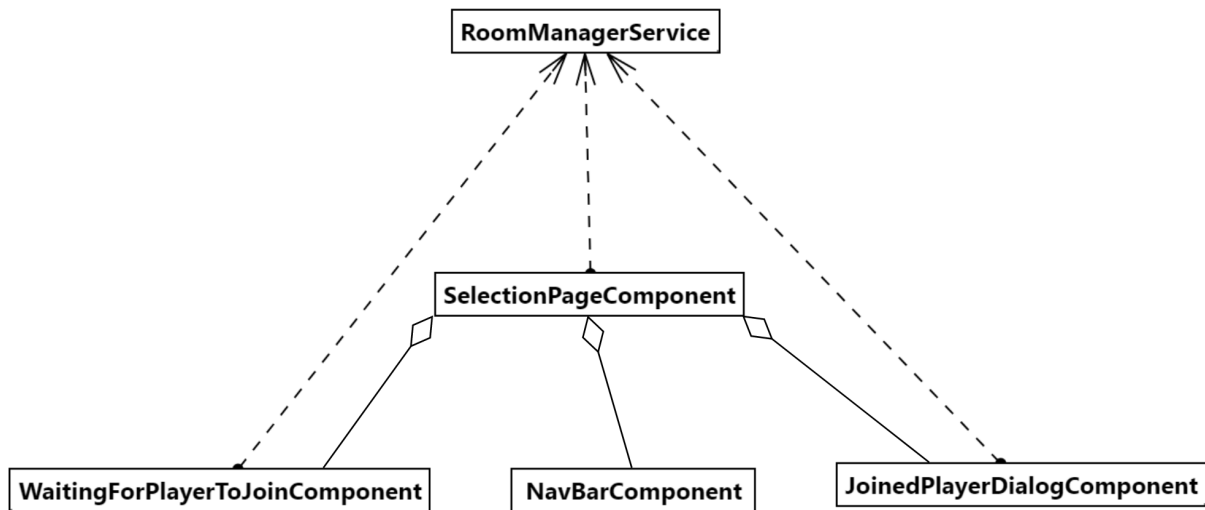 RoomManagerService
SelectionPageComponent
WaitingForPlayerToJoinComponent
NavBarComponent
JoinedPlayerDialogComponent